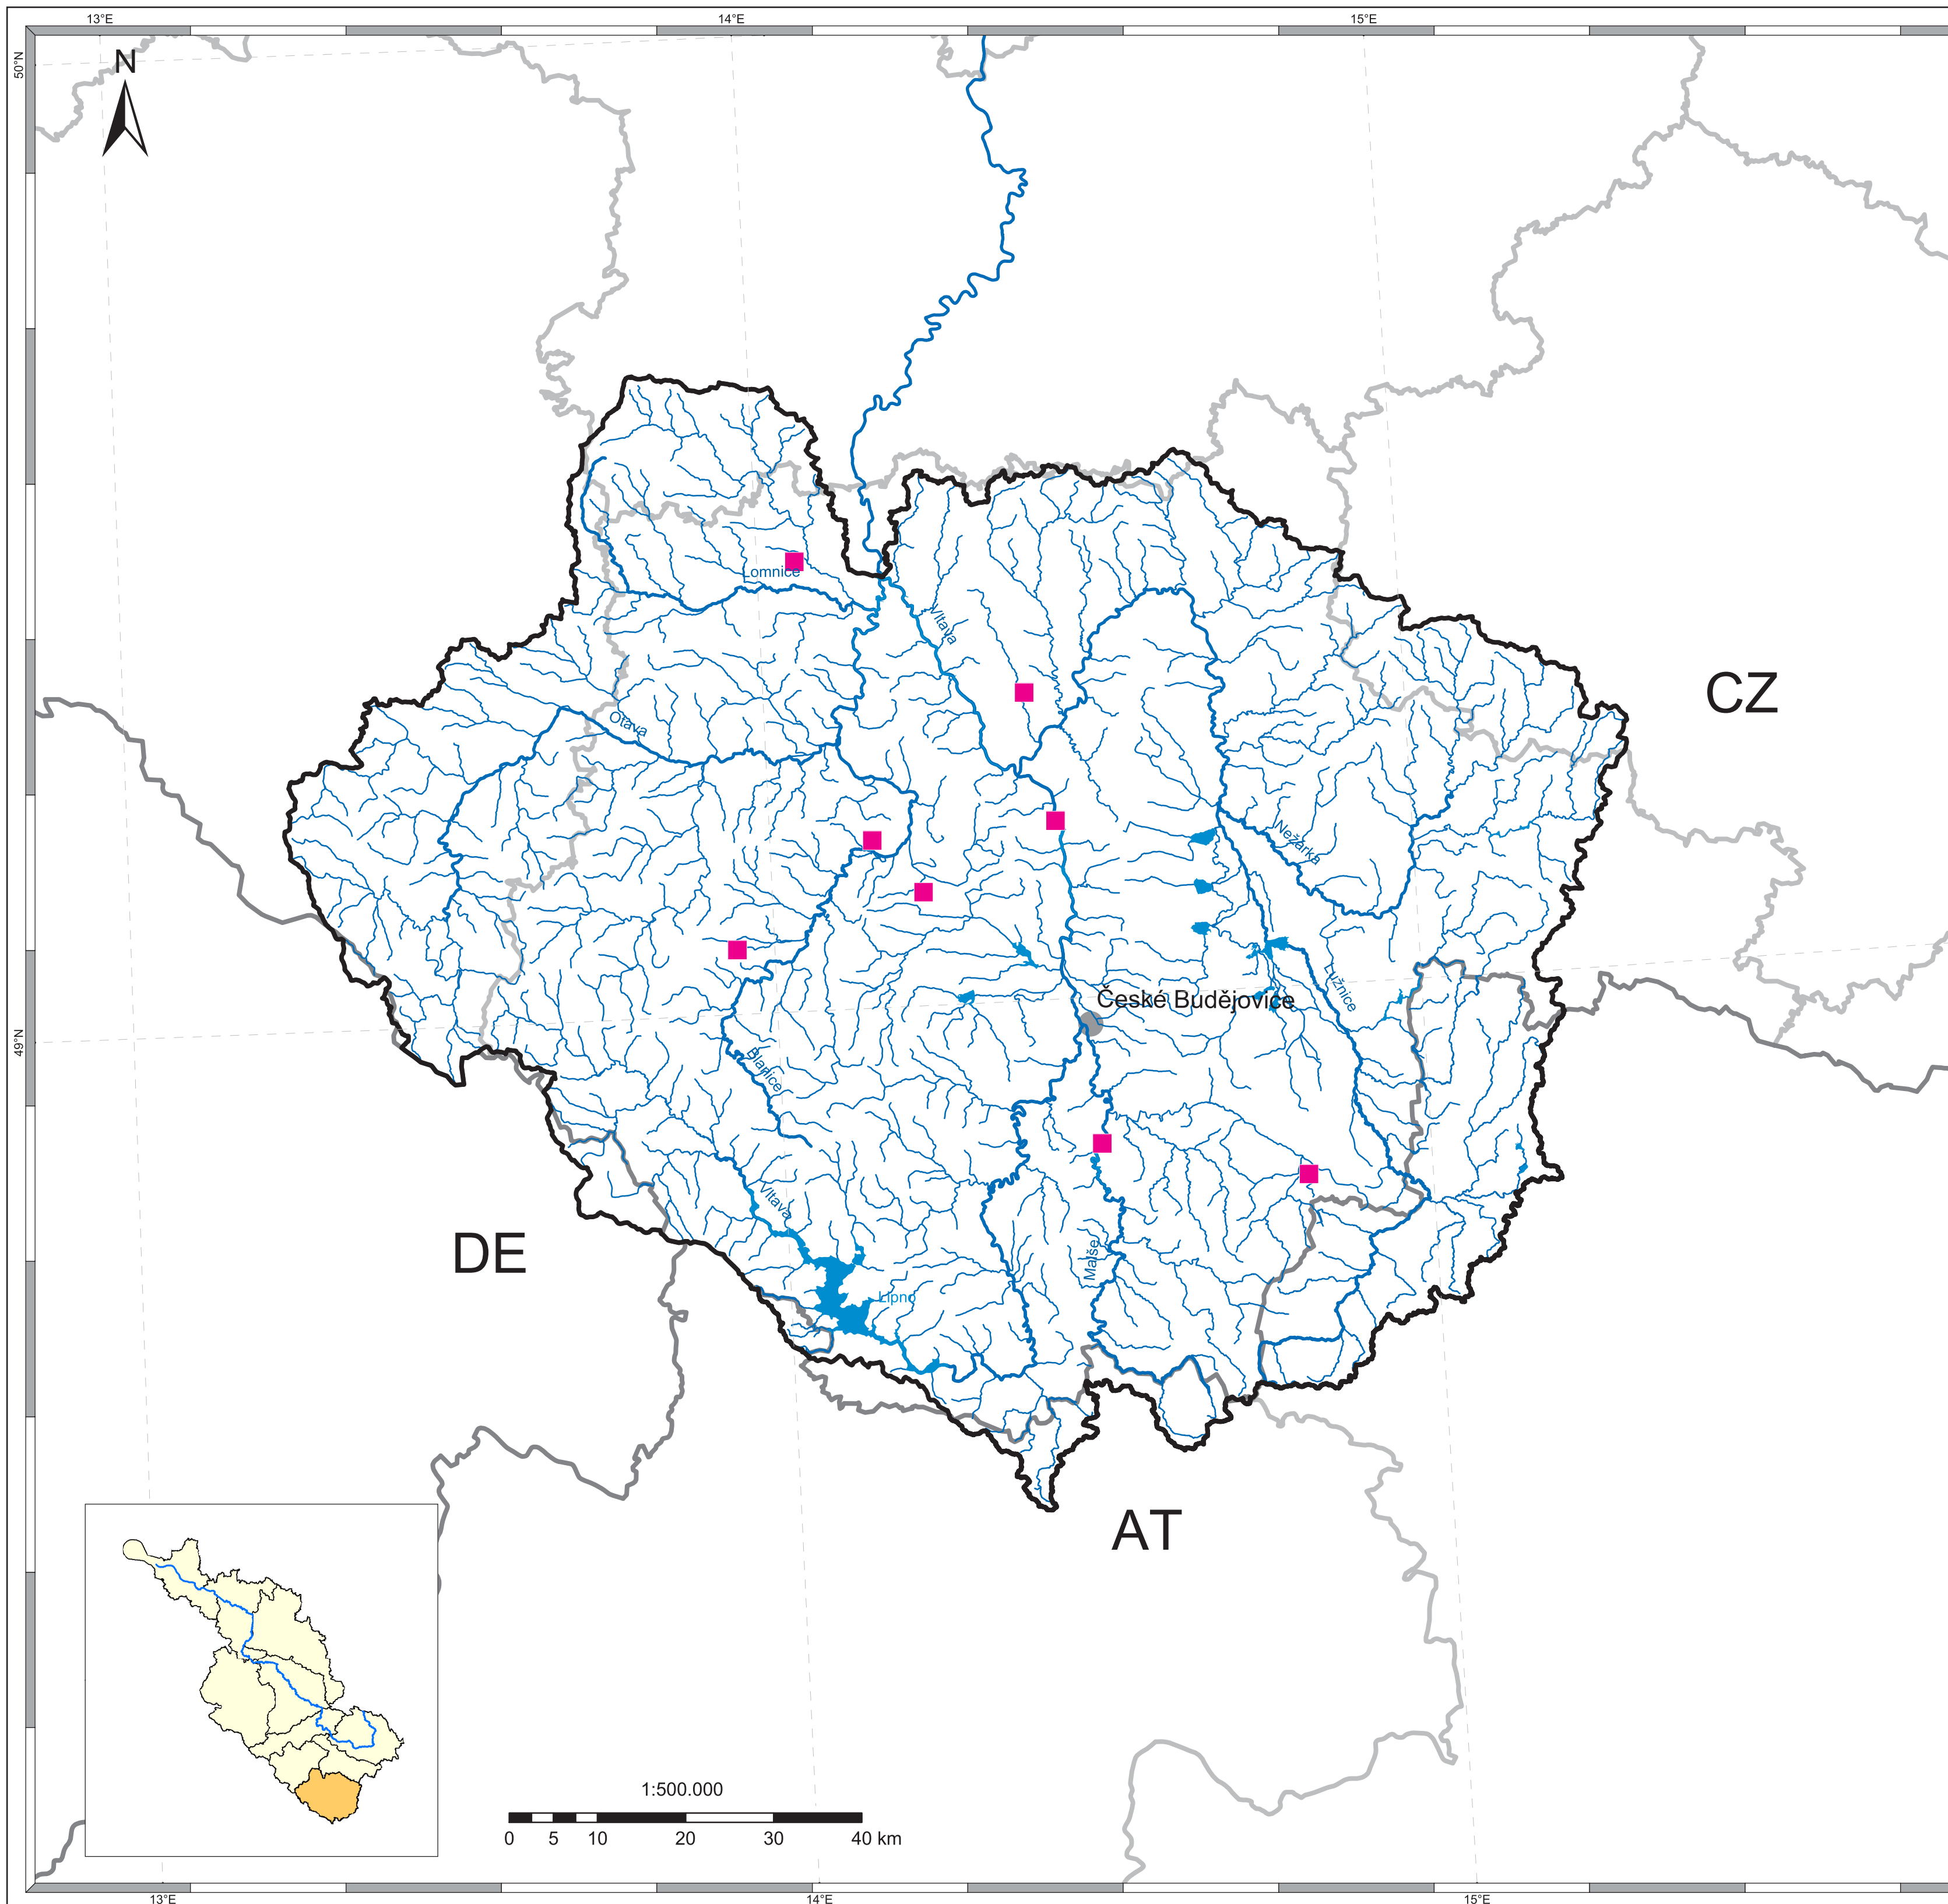 13°E
14°E
15°E
50°N
N
Lomnice
Vltava
CZ
Otava
Nežárka
Lužnice
České Budějovice
49°N
Blanice
Vltava
Malše
DE
Lipno
AT
1:500.000
0 5 10 20 30 40 km
13°E
14°E
15°E